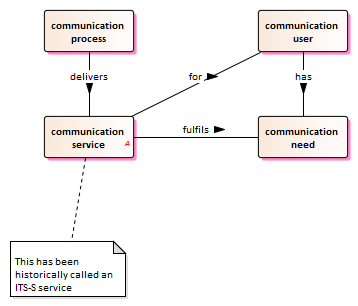 communication
process
communication
user
delivers
for
has
communication
service
A
fulfils
communication
need
This has been
historically called an
ITS-S service